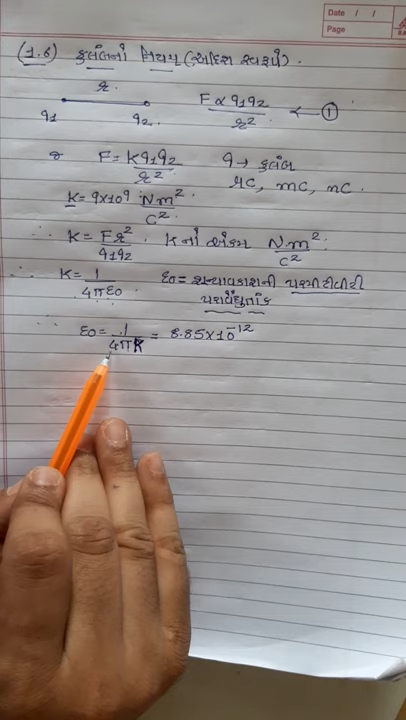 Date / /
Page
(1.6) કુલંબનો નિયમ (અદિશ સ્વરૂપ).
r.
q1 q2.
F ∝ q1q2 / r² ← ①
F = Kq1q2 / r² q → કુલંબ
μC, mC, nC.
K = 9×10⁹ Nm² / C².
∴ K = Fr² / q1q2 . K નો એકમ Nm² / C²
∴ K = 1 / 4πε0 ε0 = શૂન્યાવકાશની પરમીટીવીટી
પરાવૈદ્યુતાંક
ε0 = 1 / 4πK = 8.85×10⁻¹²